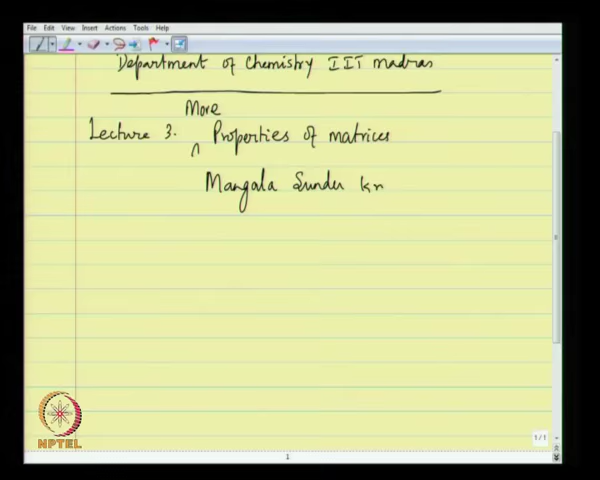 File Edit View Insert Actions Tools Help
Department of Chemistry IIT madras
More
Lecture 3. ^ Properties of matrices
Mangala Sunder kr
NPTEL
1/1
1